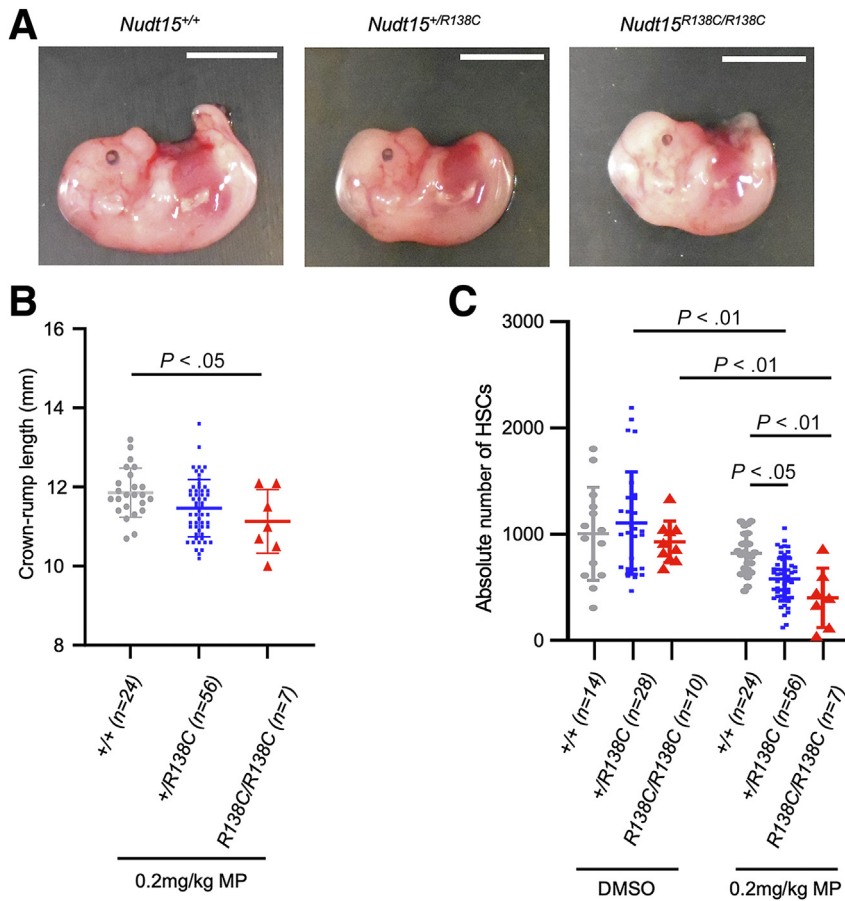 A
Nudt15+/+
Nudt15+/R138C
Nudt15R138C/R138C
B
Crown-rump length (mm)
16
14
12
10
8
P < .05
+/+ (n=24)
+/R138C (n=56)
R138C/R138C (n=7)
0.2mg/kg MP
C
Absolute number of HSCs
3000
2000
1000
0
P < .01
P < .01
P < .01
P < .05
+/+ (n=14)
+/R138C (n=28)
R138C/R138C (n=10)
+/+ (n=24)
+/R138C (n=56)
R138C/R138C (n=7)
DMSO
0.2mg/kg MP